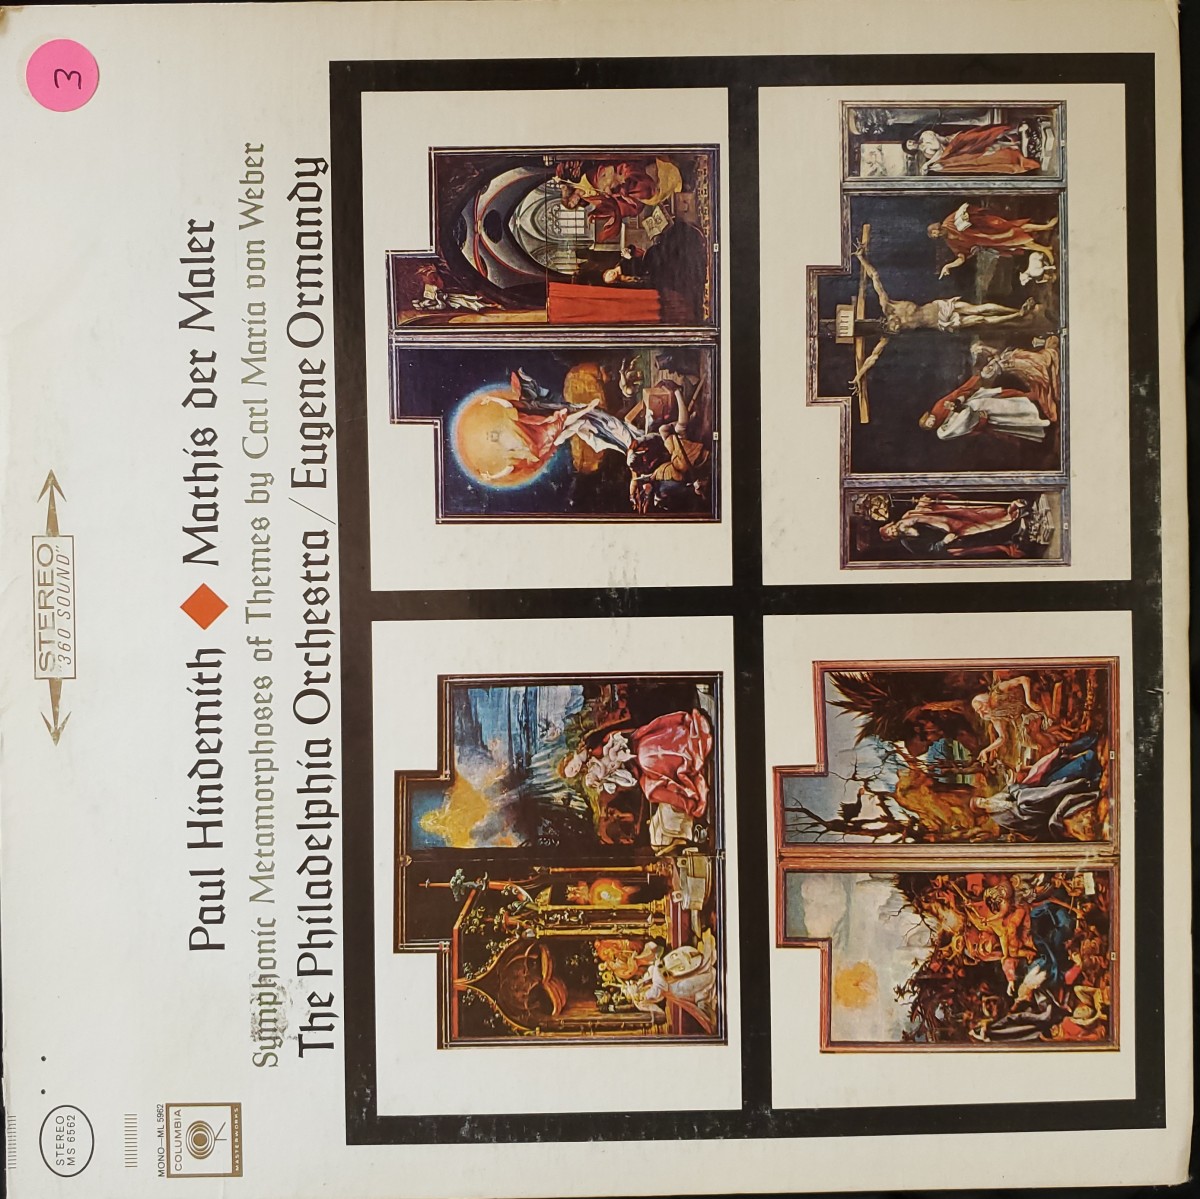 STEREO
MS 6562
STEREO
"360 SOUND"
3
MONO—ML 5962
COLUMBIA
MASTERWORKS
Paul Hindemith ◆ Mathis der Maler
Symphonic Metamorphoses of Themes by Carl Maria von Weber
The Philadelphia Orchestra / Eugene Ormandy
INRI